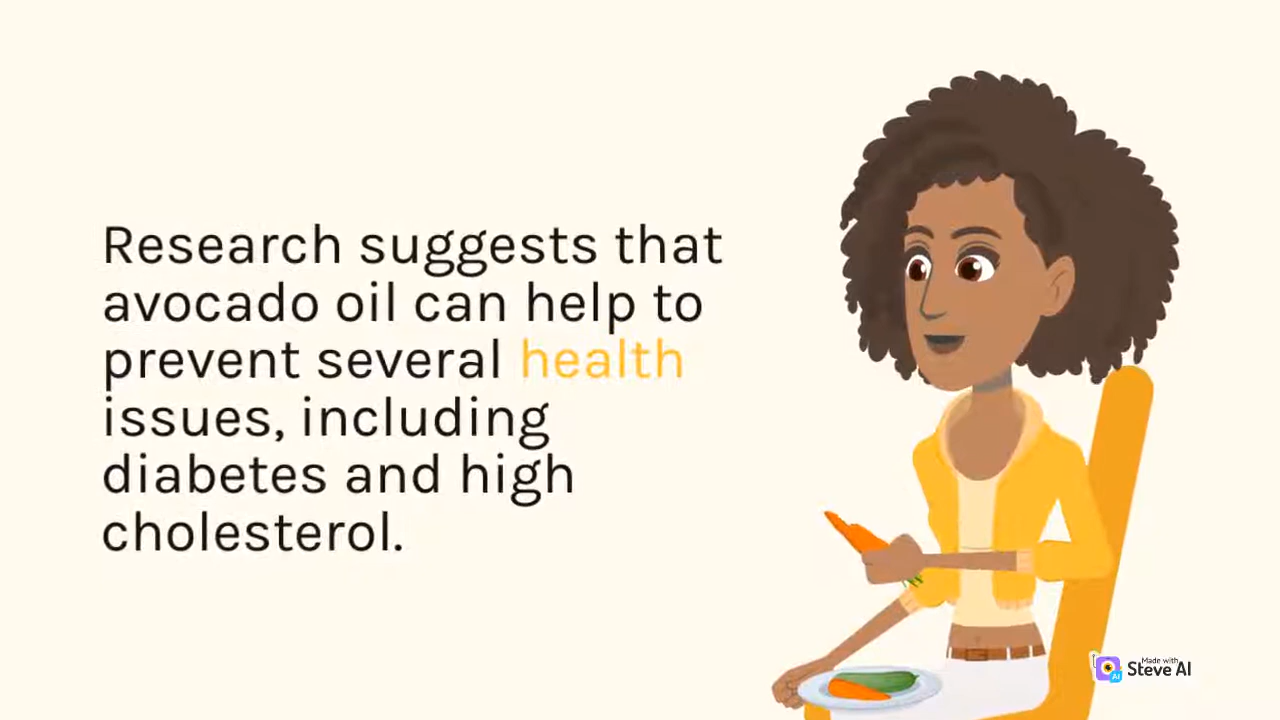 Research suggests that
avocado oil can help to
prevent several health
issues, including
diabetes and high
cholesterol.
Made with
Steve AI
AI